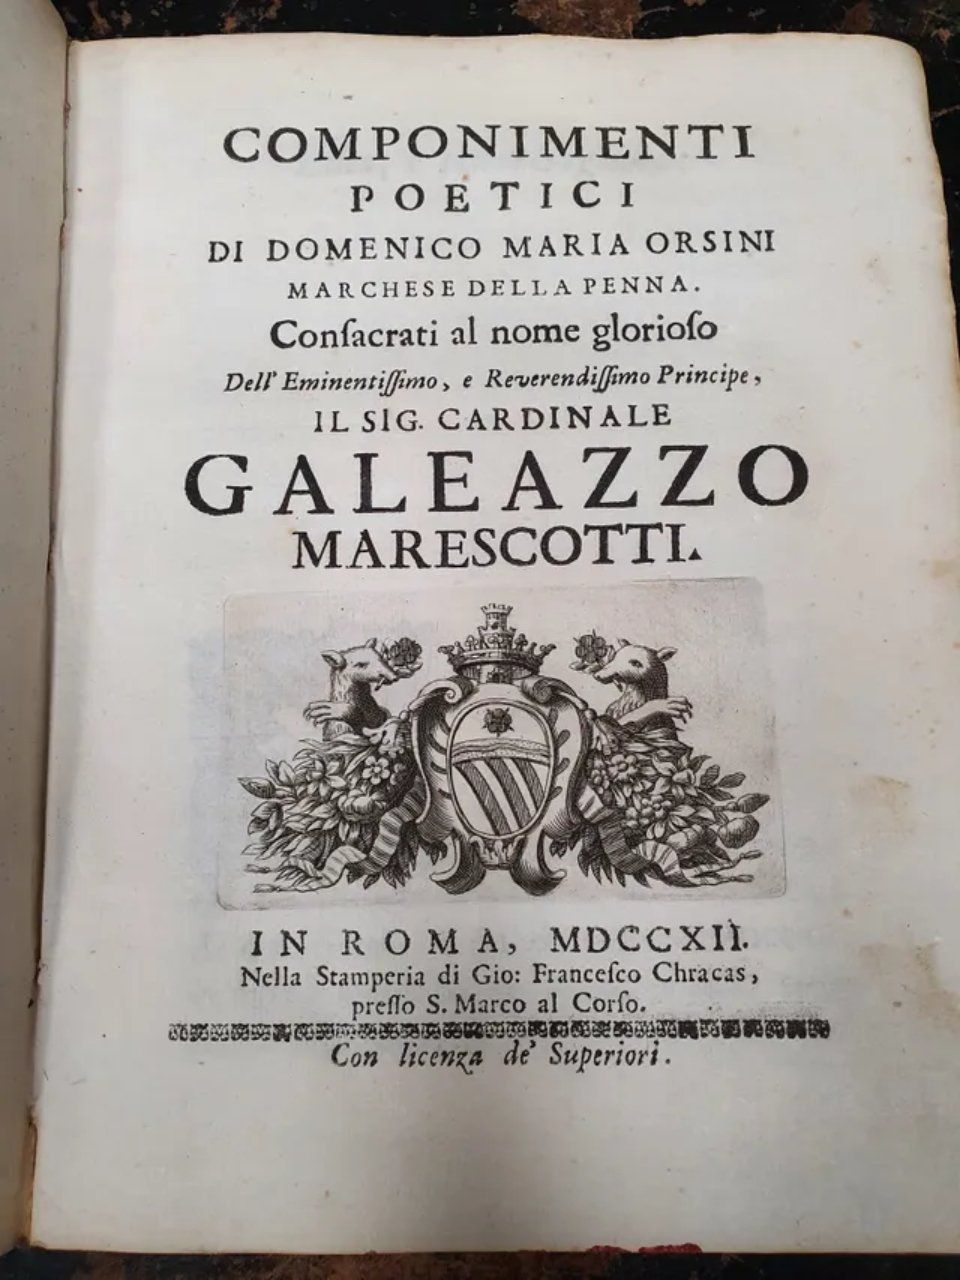 COMPONIMENTI
POETICI
DI DOMENICO MARIA ORSINI
MARCHESE DELLA PENNA.
Conſacrati al nome glorioſo
Dell' Eminentiſſimo, e Reverendiſſimo Principe,
IL SIG. CARDINALE
GALEAZZO
MARESCOTTI.
IN ROMA, MDCCXII.
Nella Stamperia di Gio: Franceſco Chracas,
preſſo S. Marco al Corſo.
Con licenza de' Superiori.